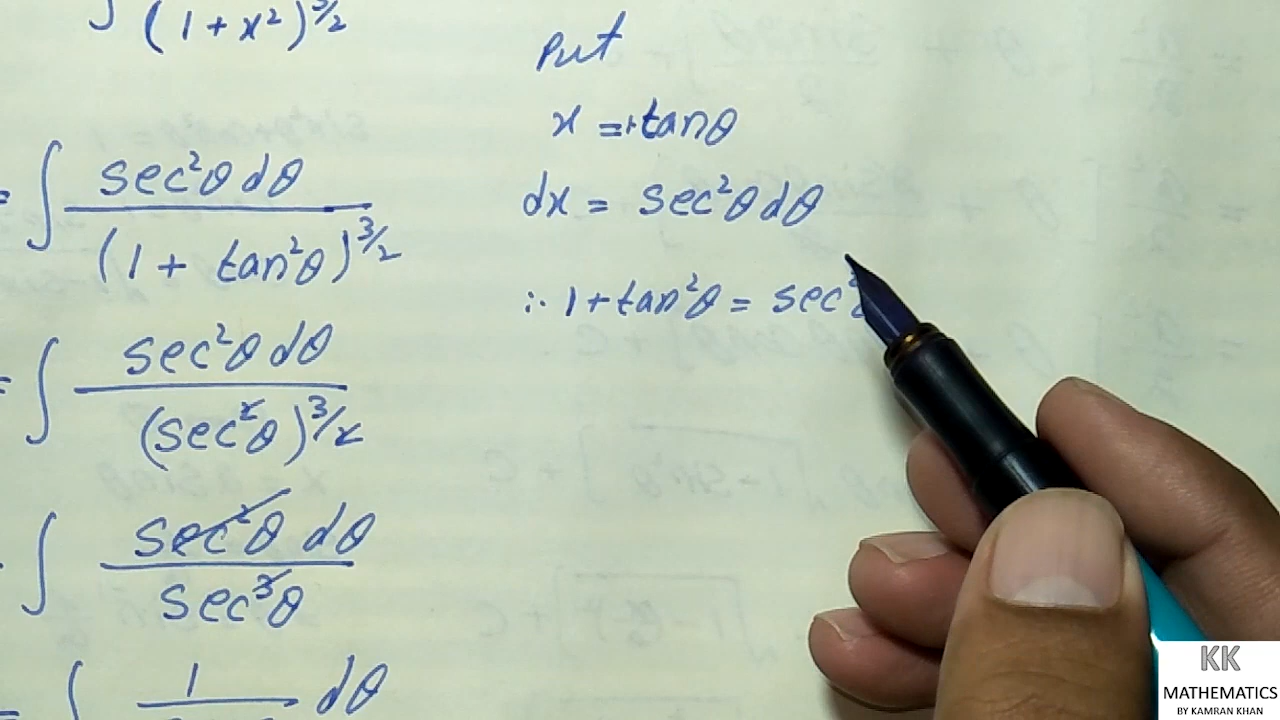 ∫ (1 + x²)^3/2
Put
x = tanθ
dx = sec²θ dθ
∴ 1 + tan²θ = sec²
= ∫ sec²θ dθ
(1 + tan²θ)^3/2
= ∫ sec²θ dθ
(sec²θ)^3/2
= ∫ sec²θ dθ
sec³θ
= ∫ 1 dθ
KK
MATHEMATICS
BY KAMRAN KHAN